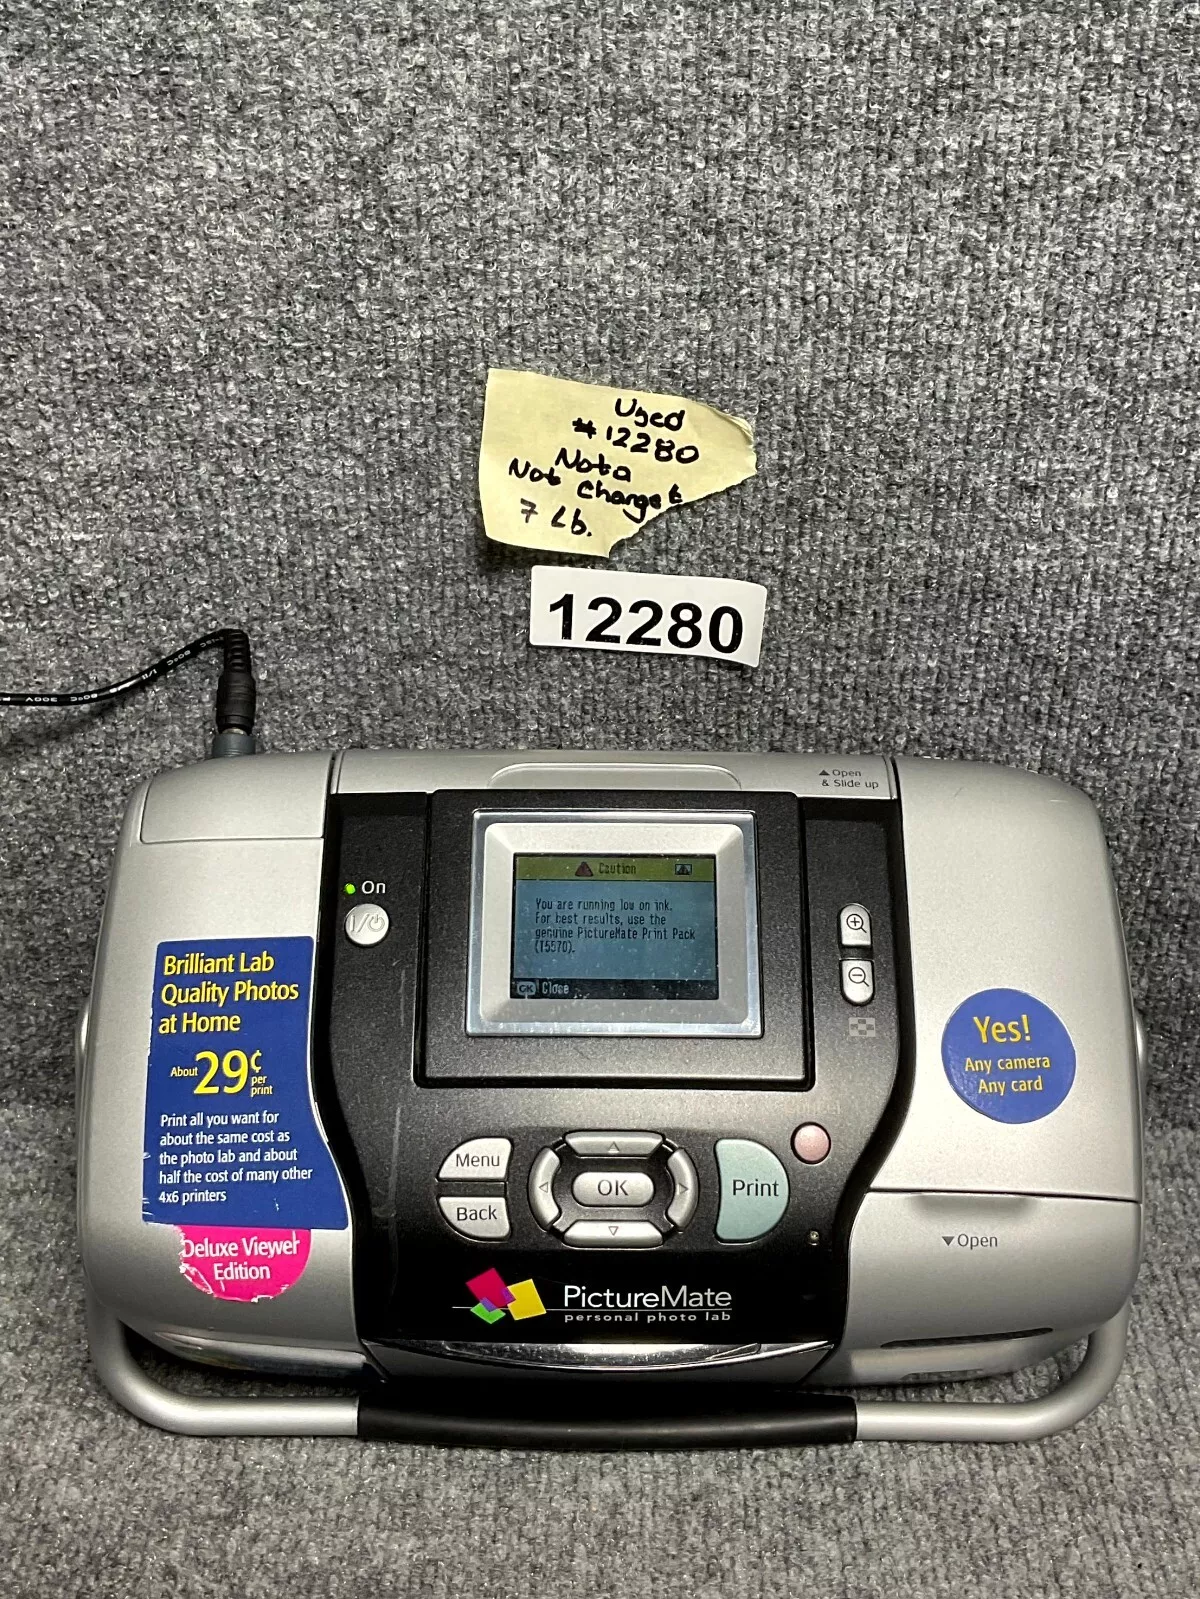 Used
#12280
Nota
Not Charge t
7 Lb.
12280
Open
& Slide up
On
Caution
You are running low on ink.
For best results, use the
genuine PictureMate Print Pack
(T5570).
OK Close
Brilliant Lab
Quality Photos
at Home
About 29¢ per print
Print all you want for
about the same cost as
the photo lab and about
half the cost of many other
4x6 printers
Deluxe Viewer
Edition
Yes!
Any camera
Any card
Menu
Back
OK
Print
Open
PictureMate
personal photo lab